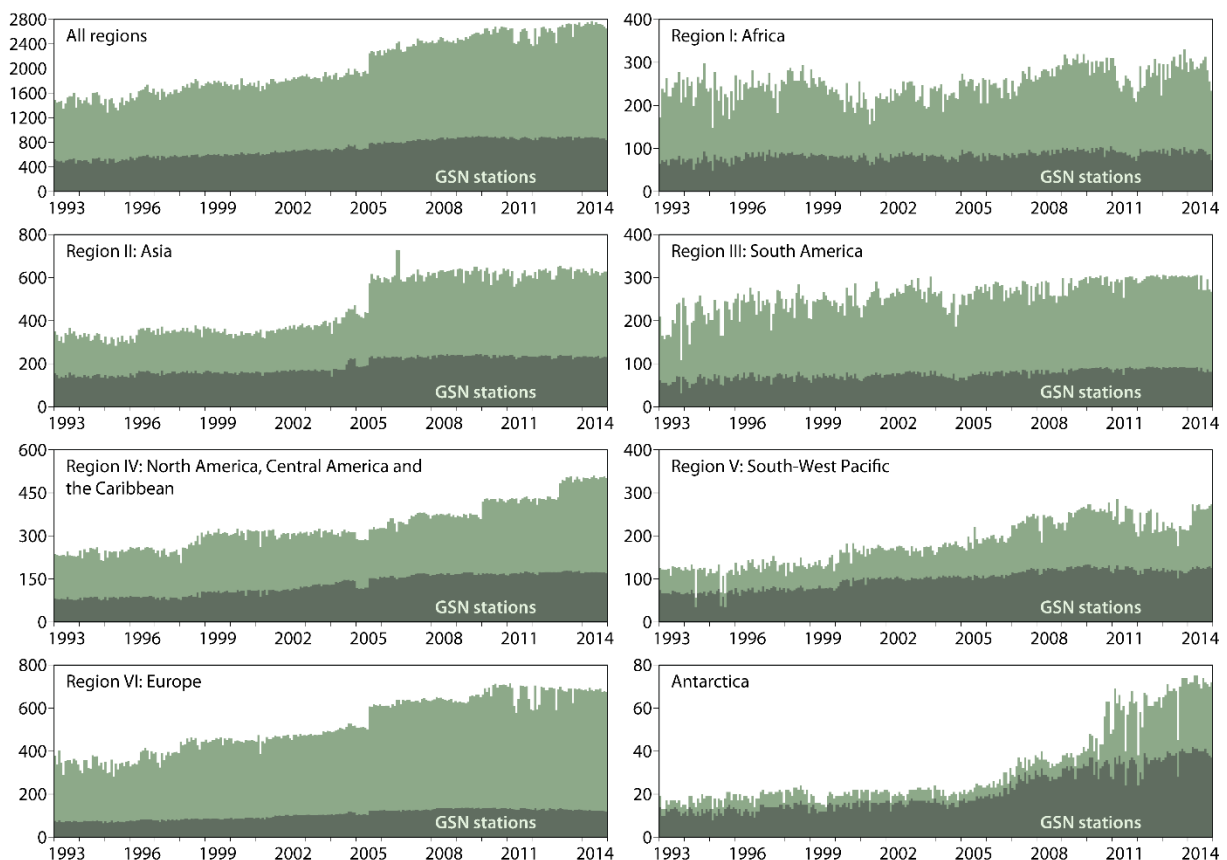 All regions
2800
2400
2000
1600
1200
800
400
0
GSN stations
1993 1996 1999 2002 2005 2008 2011 2014
Region I: Africa
400
300
200
100
0
GSN stations
1993 1996 1999 2002 2005 2008 2011 2014
Region II: Asia
800
600
400
200
0
GSN stations
1993 1996 1999 2002 2005 2008 2011 2014
Region III: South America
400
300
200
100
0
GSN stations
1993 1996 1999 2002 2005 2008 2011 2014
Region IV: North America, Central America and
the Caribbean
600
450
300
150
0
GSN stations
1993 1996 1999 2002 2005 2008 2011 2014
Region V: South-West Pacific
400
300
200
100
0
GSN stations
1993 1996 1999 2002 2005 2008 2011 2014
Region VI: Europe
800
600
400
200
0
GSN stations
1993 1996 1999 2002 2005 2008 2011 2014
Antarctica
80
60
40
20
0
GSN stations
1993 1996 1999 2002 2005 2008 2011 2014